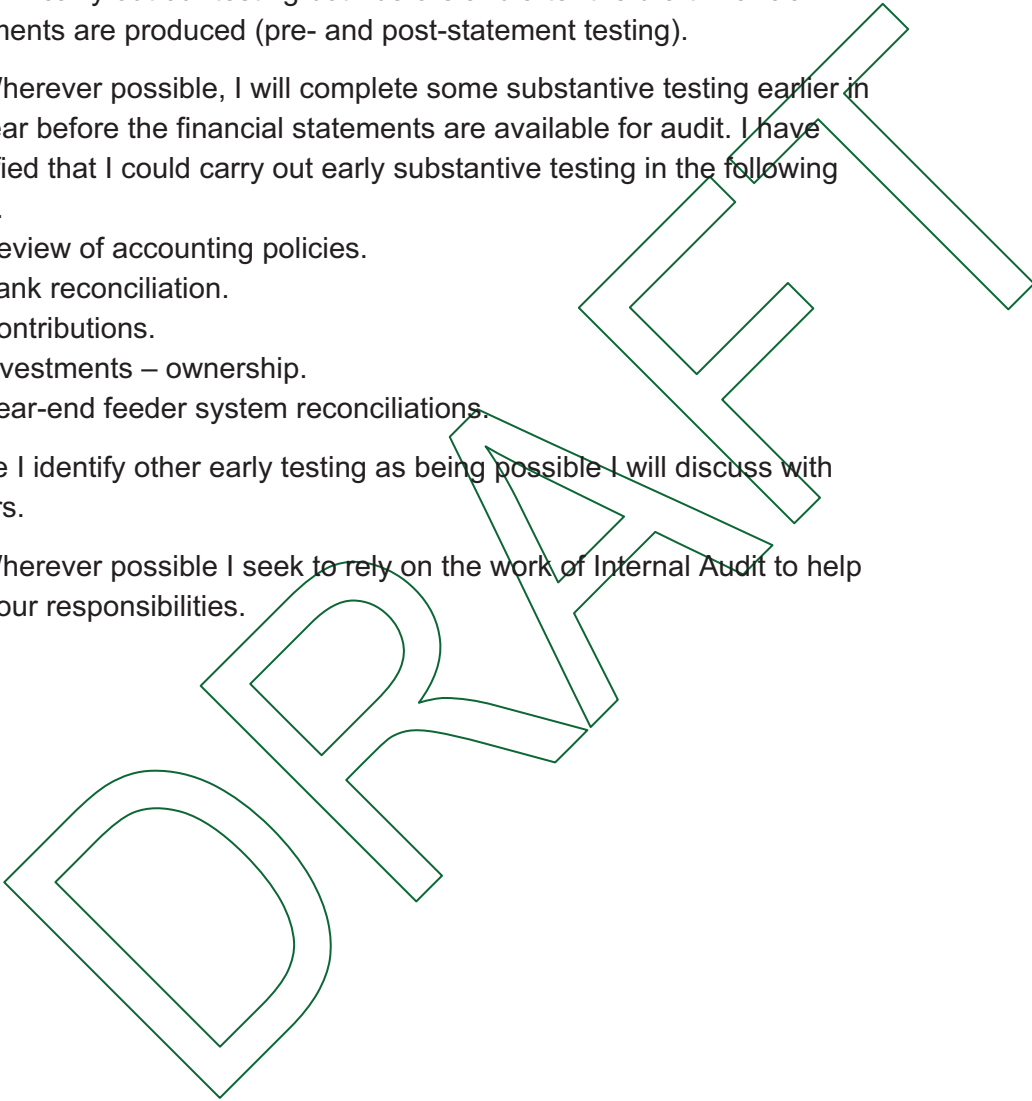 ments are produced (pre- and post-statement testing).
Wherever possible, I will complete some substantive testing earlier in
ear before the financial statements are available for audit. I have
fied that I could carry out early substantive testing in the following
.
eview of accounting policies.
ank reconciliation.
ontributions.
vestments – ownership.
ear-end feeder system reconciliations.
e I identify other early testing as being possible I will discuss with
rs.
Wherever possible I seek to rely on the work of Internal Audit to help
our responsibilities.
DRAFT